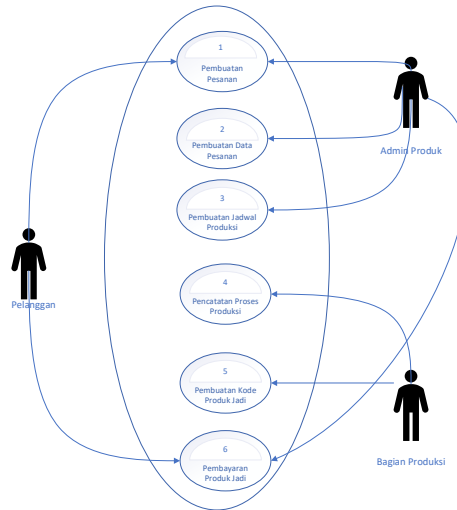 1
Pembuatan
Pesanan
Admin Produk
2
Pembuatan Data
Pesanan
3
Pembuatan Jadwal
Produksi
Pelanggan
4
Pencatatan Proses
Produksi
5
Pembuatan Kode
Produk Jadi
6
Pembayaran
Produk Jadi
Bagian Produksi